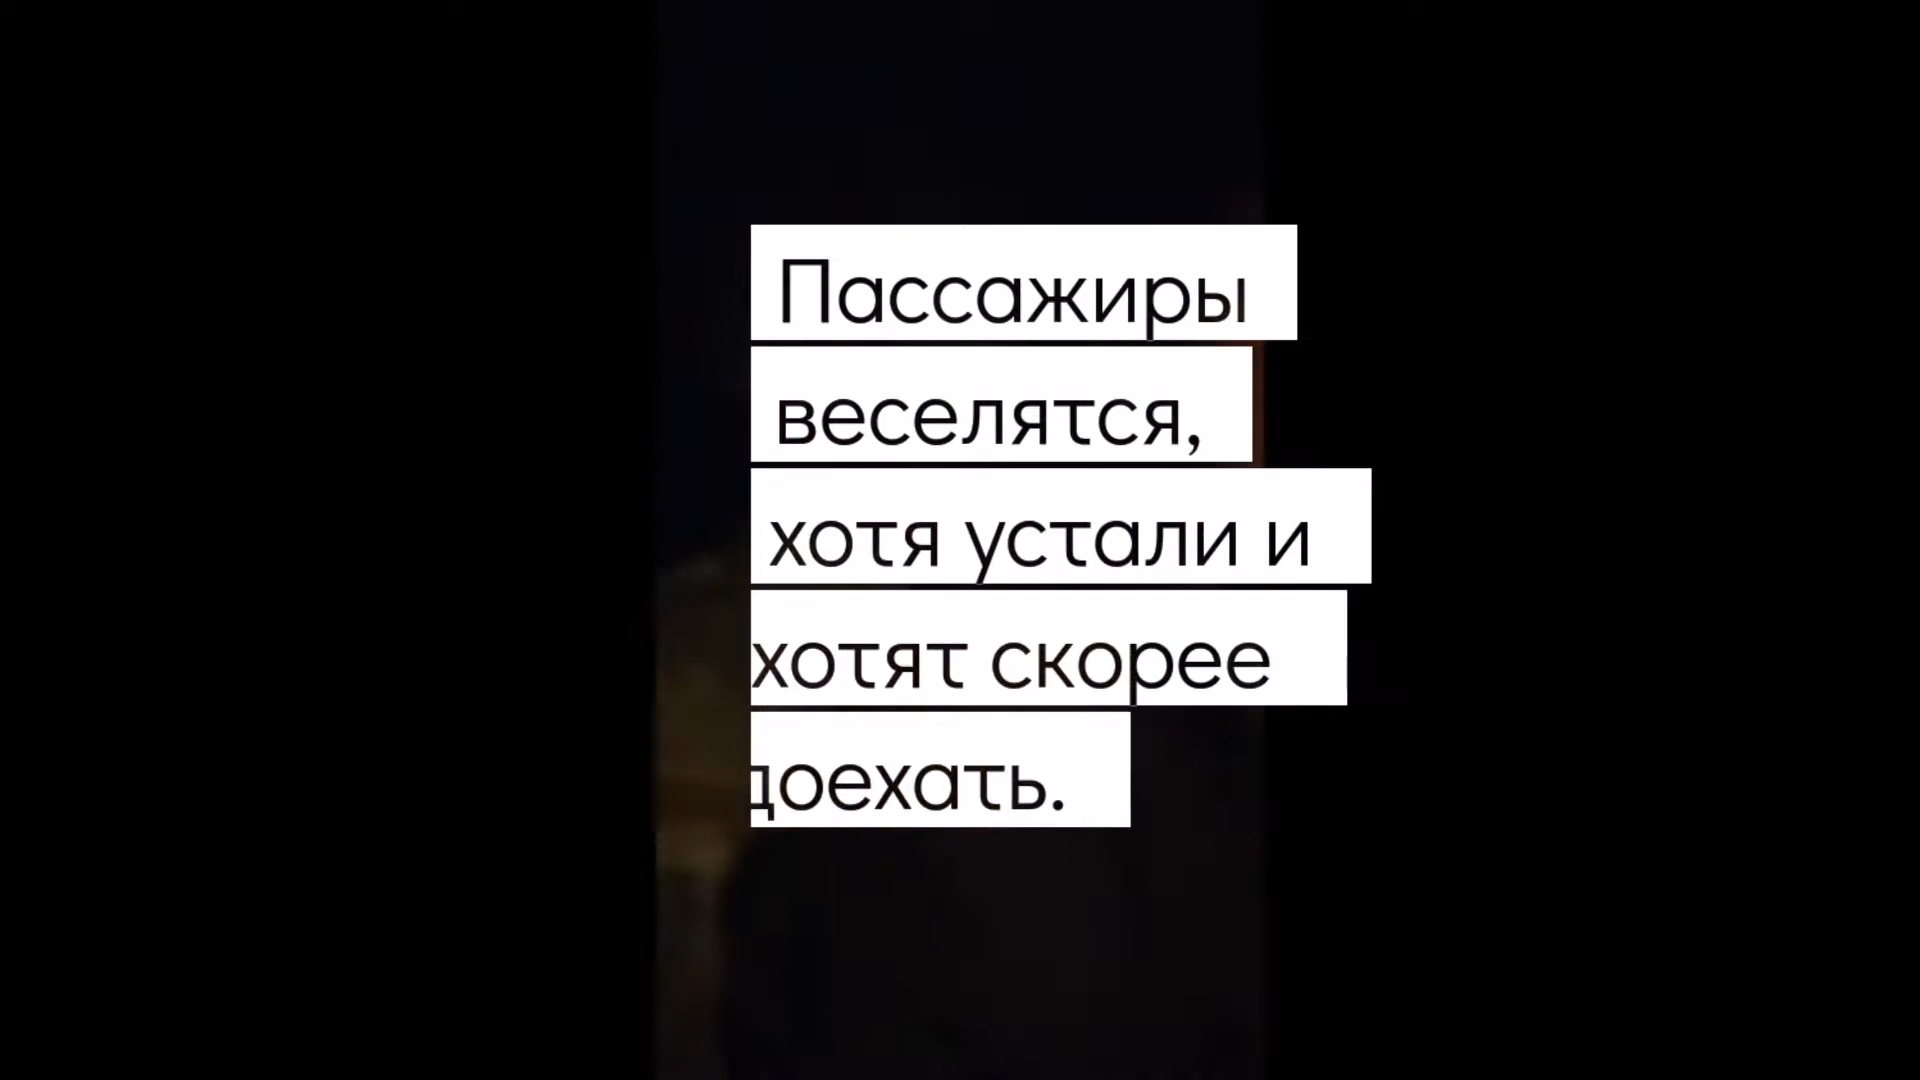 Пассажиры
веселятся,
хотя устали и
хотят скорее
доехать.